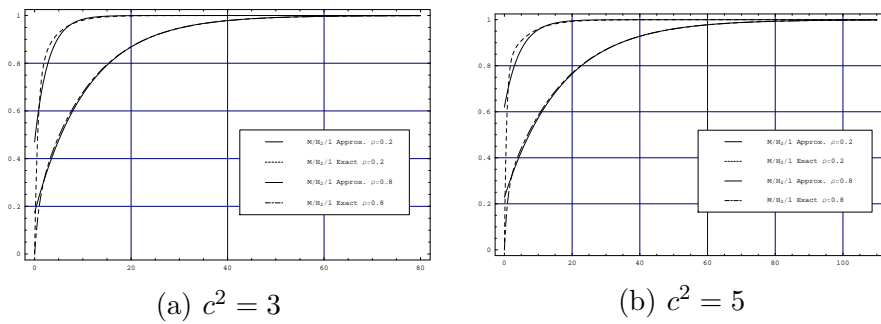 1
0.8
0.6
0.4
0.2
0
0 20 40 60 80
M/H₂/1 Approx. ρ=0.2
M/H₂/1 Exact ρ=0.2
M/H₂/1 Approx. ρ=0.8
M/H₂/1 Exact ρ=0.8
(a) c² = 3
1
0.8
0.6
0.4
0.2
0
0 20 40 60 80 100
M/H₂/1 Approx. ρ=0.2
M/H₂/1 Exact ρ=0.2
M/H₂/1 Approx. ρ=0.8
M/H₂/1 Exact ρ=0.8
(b) c² = 5